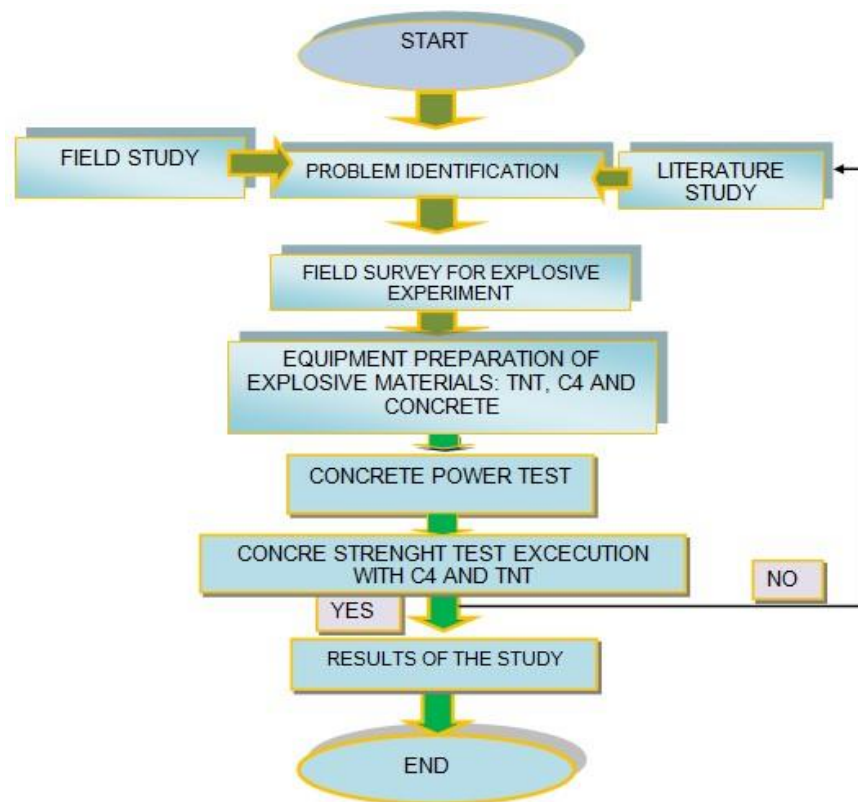 START
FIELD STUDY
PROBLEM IDENTIFICATION
LITERATURE
STUDY
FIELD SURVEY FOR EXPLOSIVE
EXPERIMENT
EQUIPMENT PREPARATION OF
EXPLOSIVE MATERIALS: TNT, C4 AND
CONCRETE
CONCRETE POWER TEST
CONCRE STRENGHT TEST EXCECUTION
WITH C4 AND TNT
NO
YES
RESULTS OF THE STUDY
END